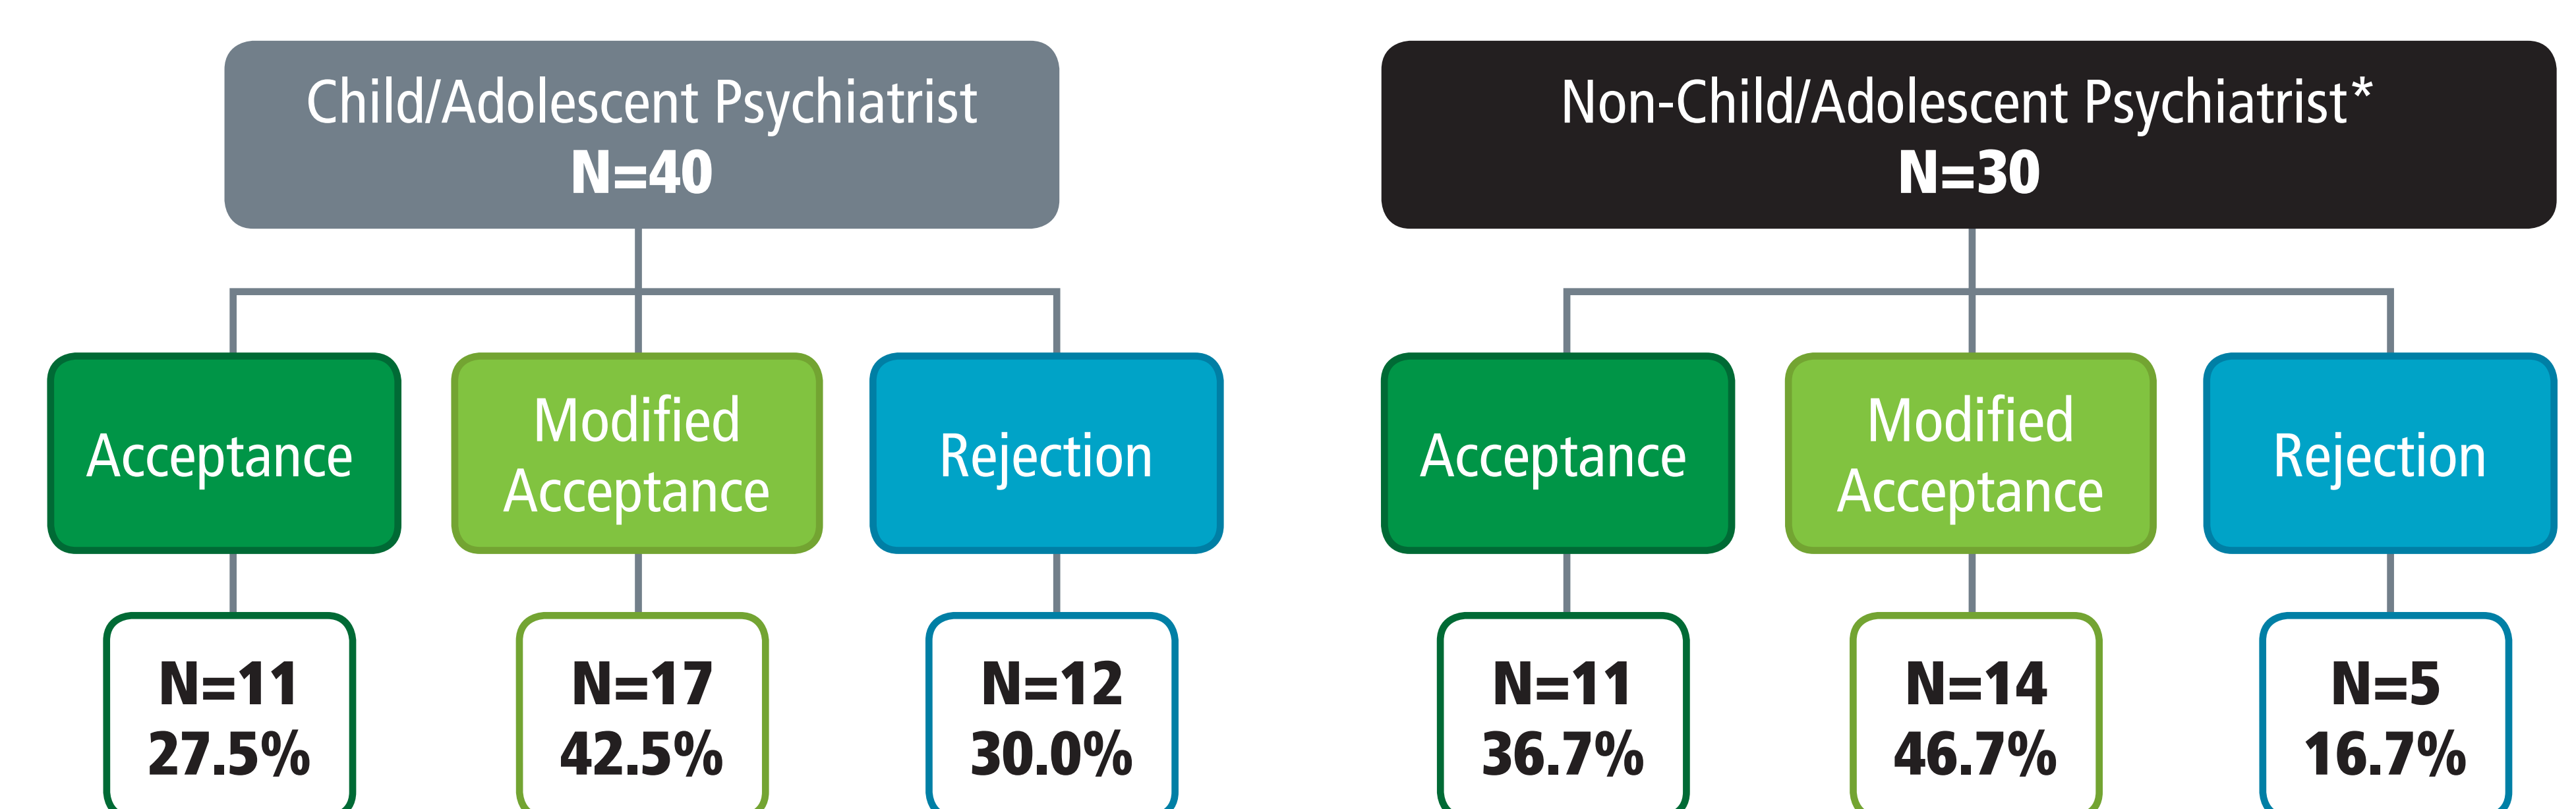 Child/Adolescent Psychiatrist
N=40
Non-Child/Adolescent Psychiatrist*
N=30
Acceptance
Modified
Acceptance
Rejection
Acceptance
Modified
Acceptance
Rejection
N=11
27.5%
N=17
42.5%
N=12
30.0%
N=11
36.7%
N=14
46.7%
N=5
16.7%